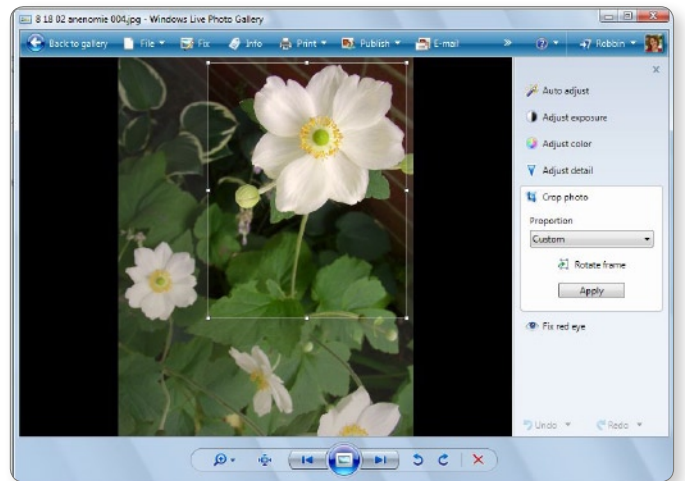 8 18 02 anenomie 004.jpg - Windows Live Photo Gallery
Back to gallery File Fix Info Print Publish E-mail » Robbin
Auto adjust
Adjust exposure
Adjust color
Adjust detail
Crop photo
Proportion
Custom
Rotate frame
Apply
Fix red eye
Undo Redo